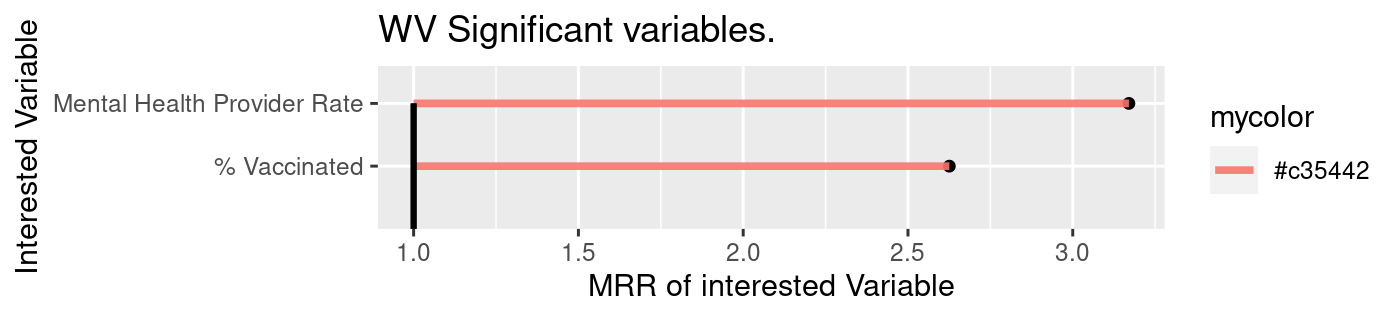 WV Significant variables.
Interested Variable
Mental Health Provider Rate
% Vaccinated
1.0 1.5 2.0 2.5 3.0
MRR of interested Variable
mycolor
#c35442